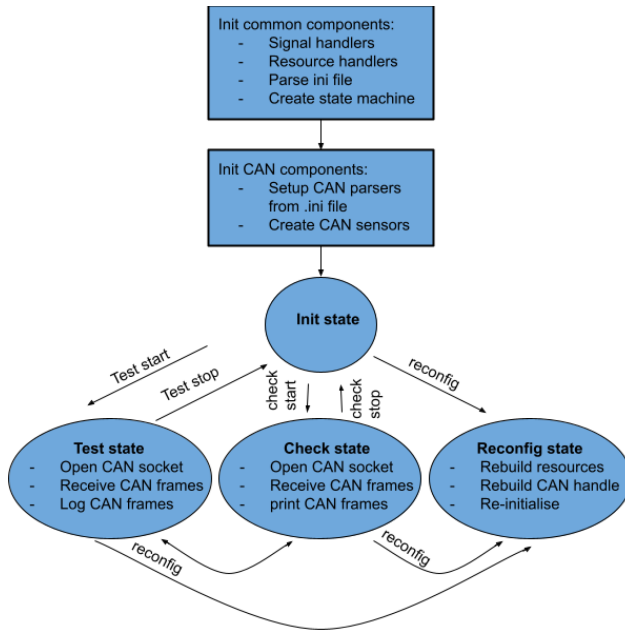 Init common components:
- Signal handlers
- Resource handlers
- Parse ini file
- Create state machine
Init CAN components:
- Setup CAN parsers
from .ini file
- Create CAN sensors
Init state
Test start
Test stop
check
start
check
stop
reconfig
Test state
- Open CAN socket
- Receive CAN frames
- Log CAN frames
Check state
- Open CAN socket
- Receive CAN frames
- print CAN frames
Reconfig state
- Rebuild resources
- Rebuild CAN handle
- Re-initialise
reconfig
reconfig